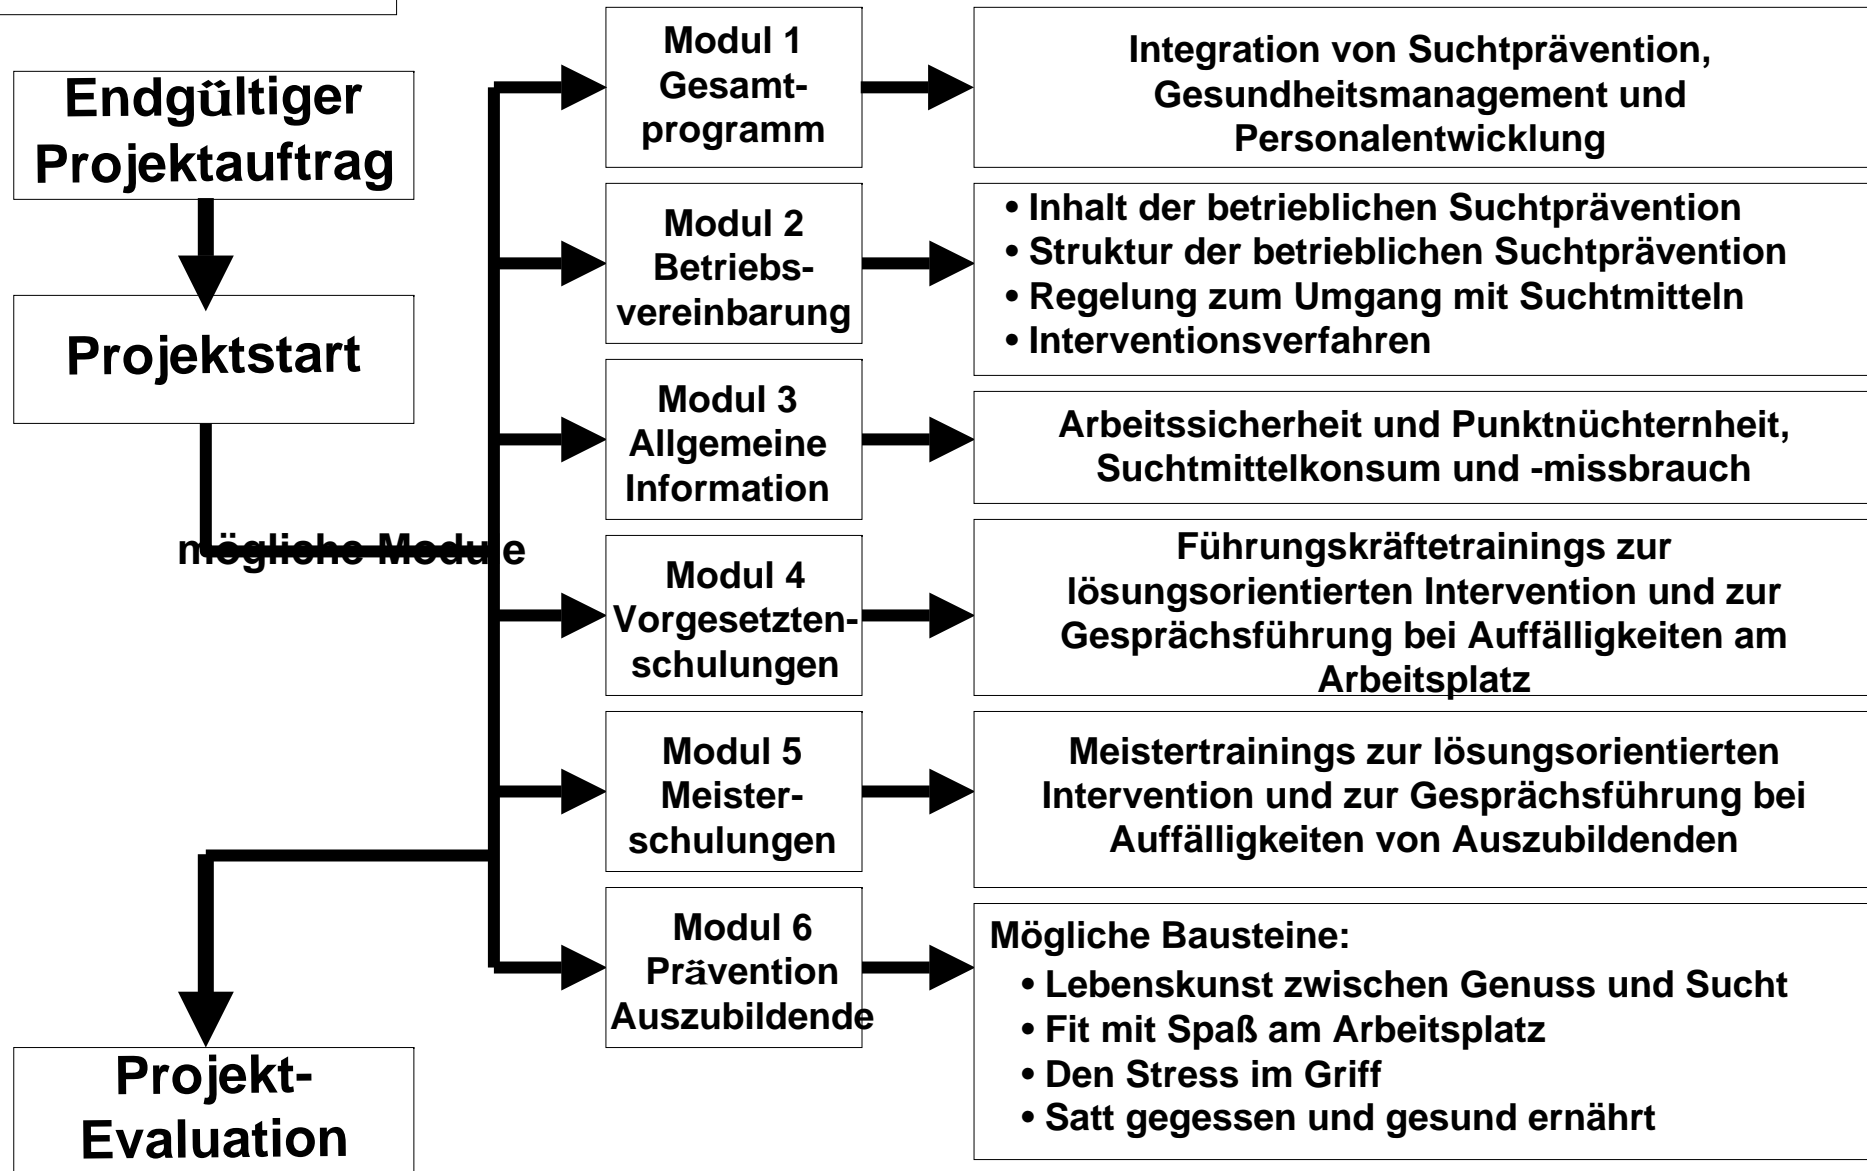 Endgültiger
Projektauftrag
Projektstart
mögliche Module
Projekt-
Evaluation
Modul 1
Gesamt-
programm
Integration von Suchtprävention,
Gesundheitsmanagement und
Personalentwicklung
Modul 2
Betriebs-
vereinbarung
• Inhalt der betrieblichen Suchtprävention
• Struktur der betrieblichen Suchtprävention
• Regelung zum Umgang mit Suchtmitteln
• Interventionsverfahren
Modul 3
Allgemeine
Information
Arbeitssicherheit und Punktnüchternheit,
Suchtmittelkonsum und -missbrauch
Modul 4
Vorgesetzten-
schulungen
Führungskräftetrainings zur
lösungsorientierten Intervention und zur
Gesprächsführung bei Auffälligkeiten am
Arbeitsplatz
Modul 5
Meister-
schulungen
Meistertrainings zur lösungsorientierten
Intervention und zur Gesprächsführung bei
Auffälligkeiten von Auszubildenden
Modul 6
Prävention
Auszubildende
Mögliche Bausteine:
• Lebenskunst zwischen Genuss und Sucht
• Fit mit Spaß am Arbeitsplatz
• Den Stress im Griff
• Satt gegessen und gesund ernährt